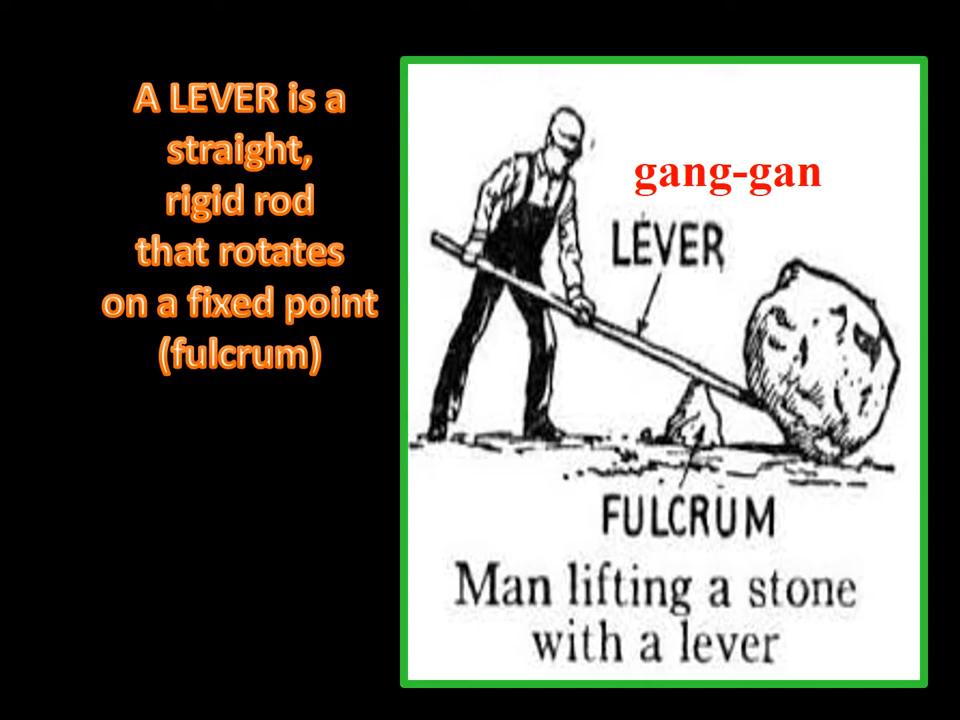 A LEVER is a
straight,
rigid rod
that rotates
on a fixed point
(fulcrum)
gang-gan
LEVER
FULCRUM
Man lifting a stone
with a lever